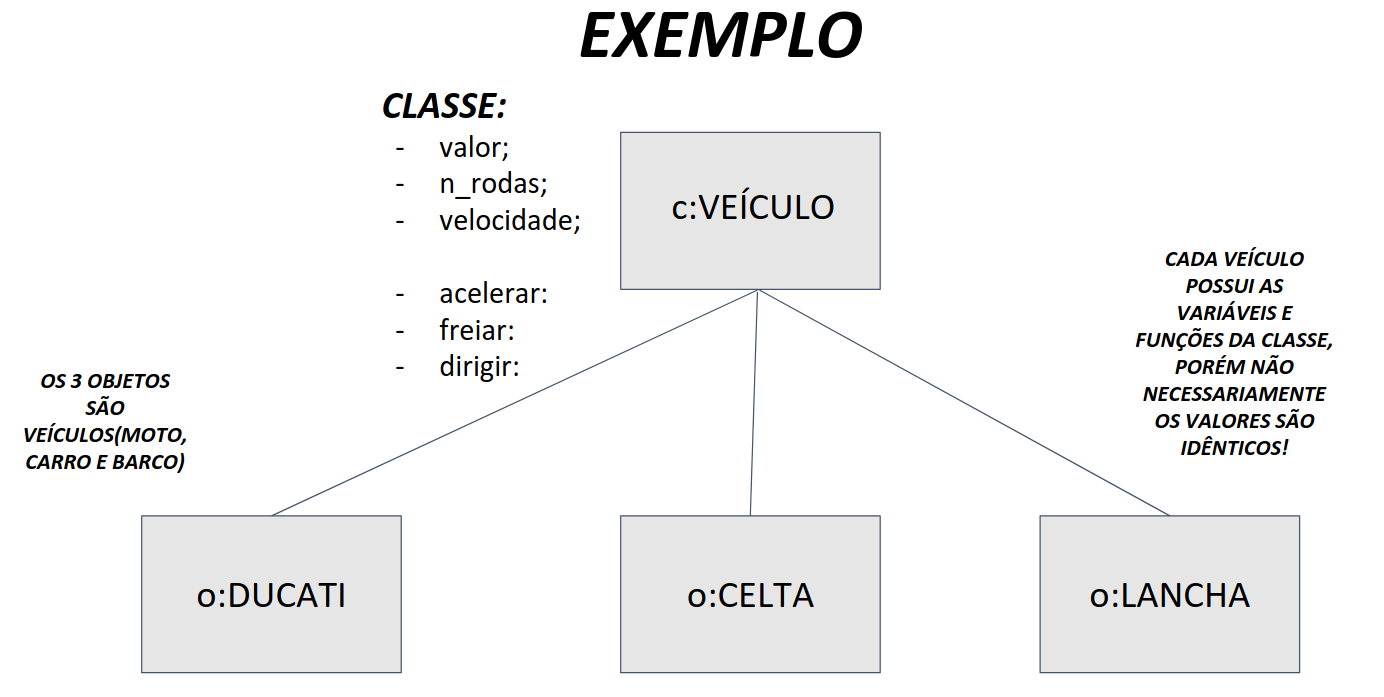 EXEMPLO
CLASSE:
- valor;
- n_rodas;
- velocidade;
- acelerar:
- freiar:
- dirigir:
c:VEÍCULO
CADA VEÍCULO
POSSUI AS
VARIÁVEIS E
FUNÇÕES DA CLASSE,
PORÉM NÃO
NECESSARIAMENTE
OS VALORES SÃO
IDÊNTICOS!
OS 3 OBJETOS
SÃO
VEÍCULOS(MOTO,
CARRO E BARCO)
o:DUCATI
o:CELTA
o:LANCHA